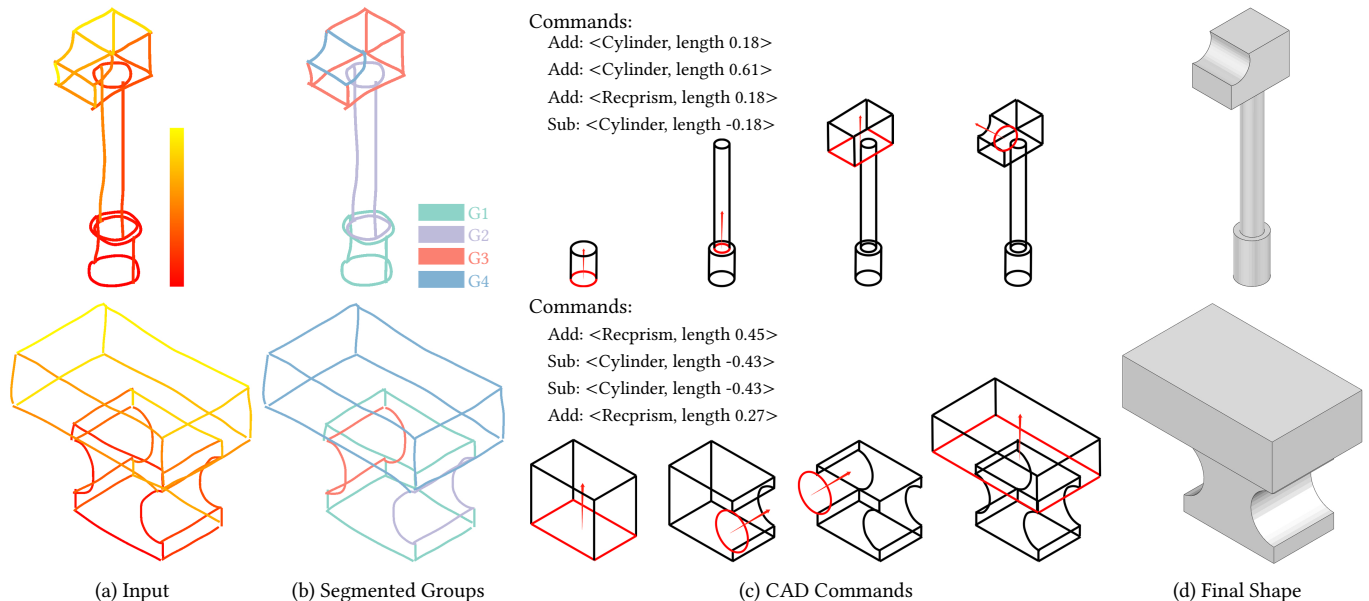 Commands:
Add: <Cylinder, length 0.18>
Add: <Cylinder, length 0.61>
Add: <Recprism, length 0.18>
Sub: <Cylinder, length -0.18>
G1
G2
G3
G4
Commands:
Add: <Recprism, length 0.45>
Sub: <Cylinder, length -0.43>
Sub: <Cylinder, length -0.43>
Add: <Recprism, length 0.27>
(a) Input
(b) Segmented Groups
(c) CAD Commands
(d) Final Shape